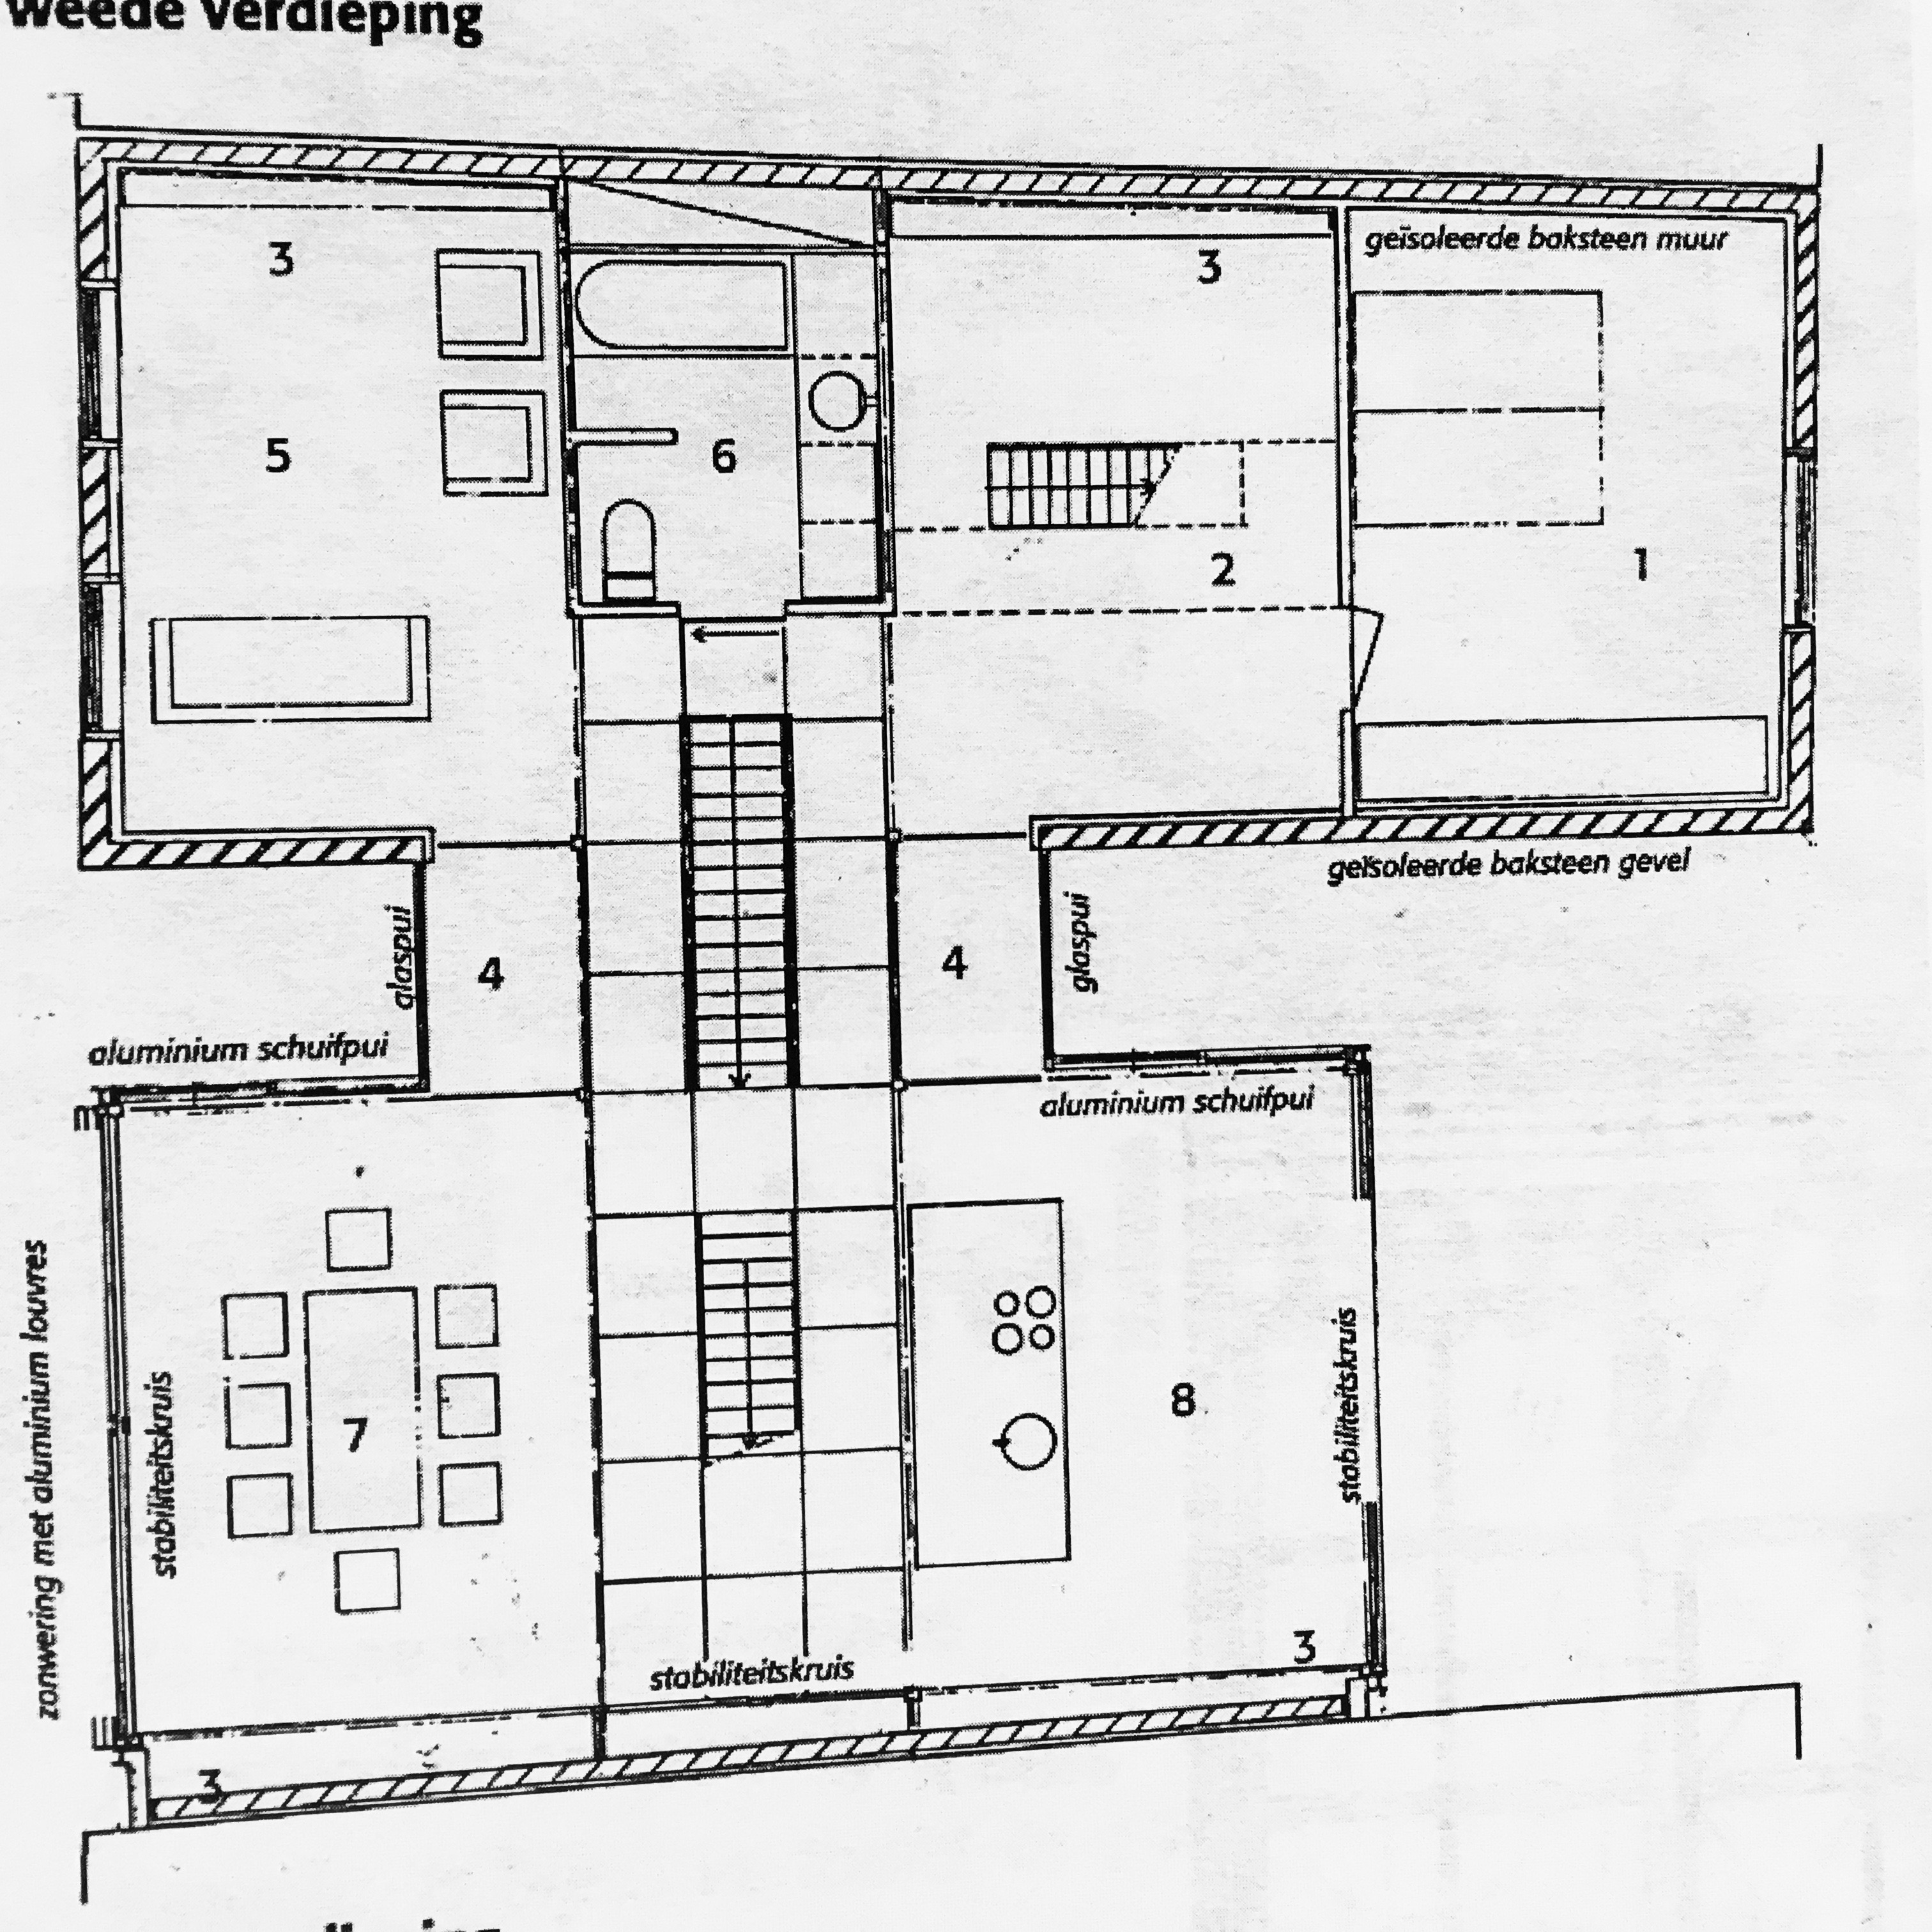 weede verdieping
3
geïsoleerde baksteen muur
3
5
6
2
1
geïsoleerde baksteen gevel
glaspui
4
4
glaspui
aluminium schuifpui
aluminium schuifpui
zonwering met aluminium louvres
stabiliteitskruis
7
8
stabiliteitskruis
3
stabiliteitskruis
3